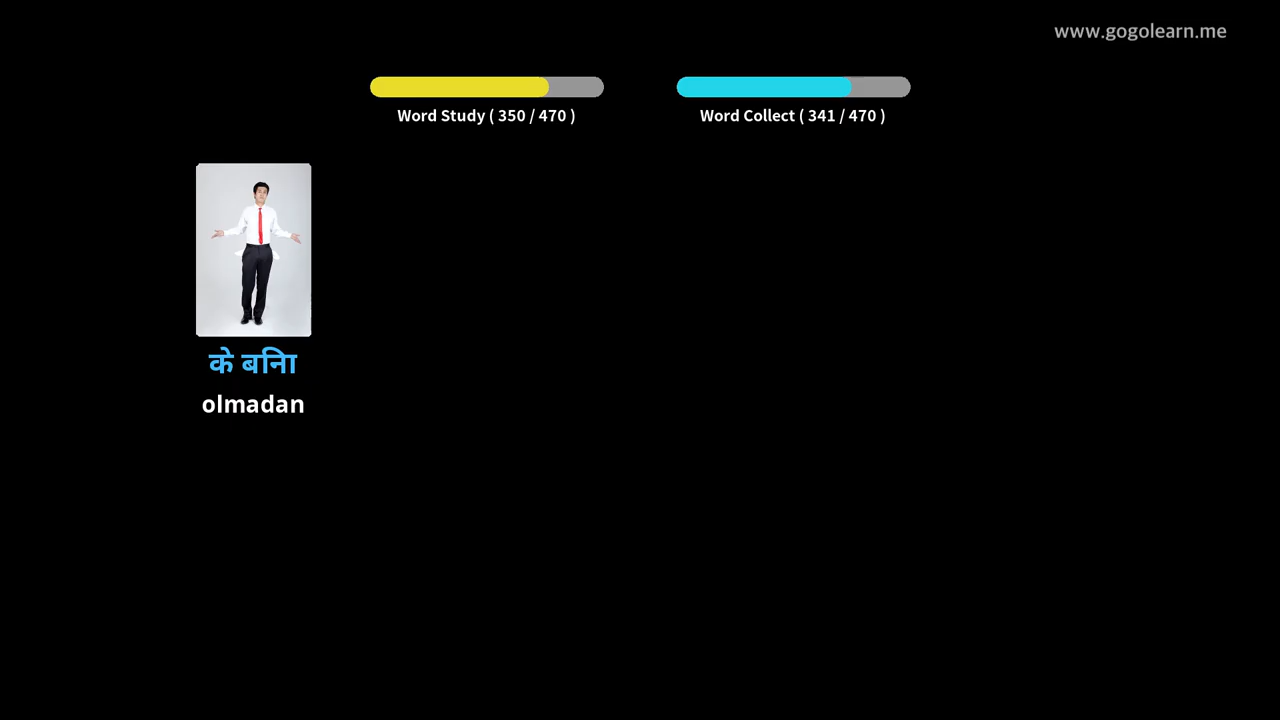 www.gogolearn.me
Word Study ( 350 / 470 )
Word Collect ( 341 / 470 )
के बिना
olmadan